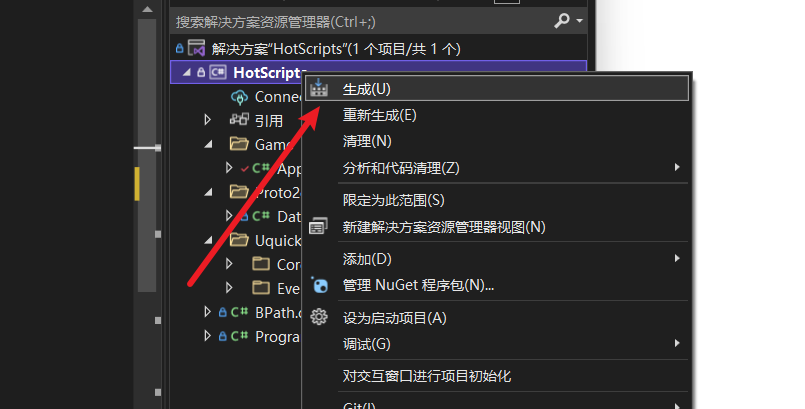 搜索解决方案资源管理器(Ctrl+;)
解决方案"HotScripts"(1 个项目/共 1 个)
HotScripts
Connec
引用
Game
C# App
Proto2
C# Dat
Uquick
Cor
Eve
C# BPath.c
C# Progra
生成(U)
重新生成(E)
清理(N)
分析和代码清理(Z)
限定为此范围(S)
新建解决方案资源管理器视图(N)
添加(D)
管理 NuGet 程序包(N)...
设为启动项目(A)
调试(G)
对交互窗口进行项目初始化
Git(I)